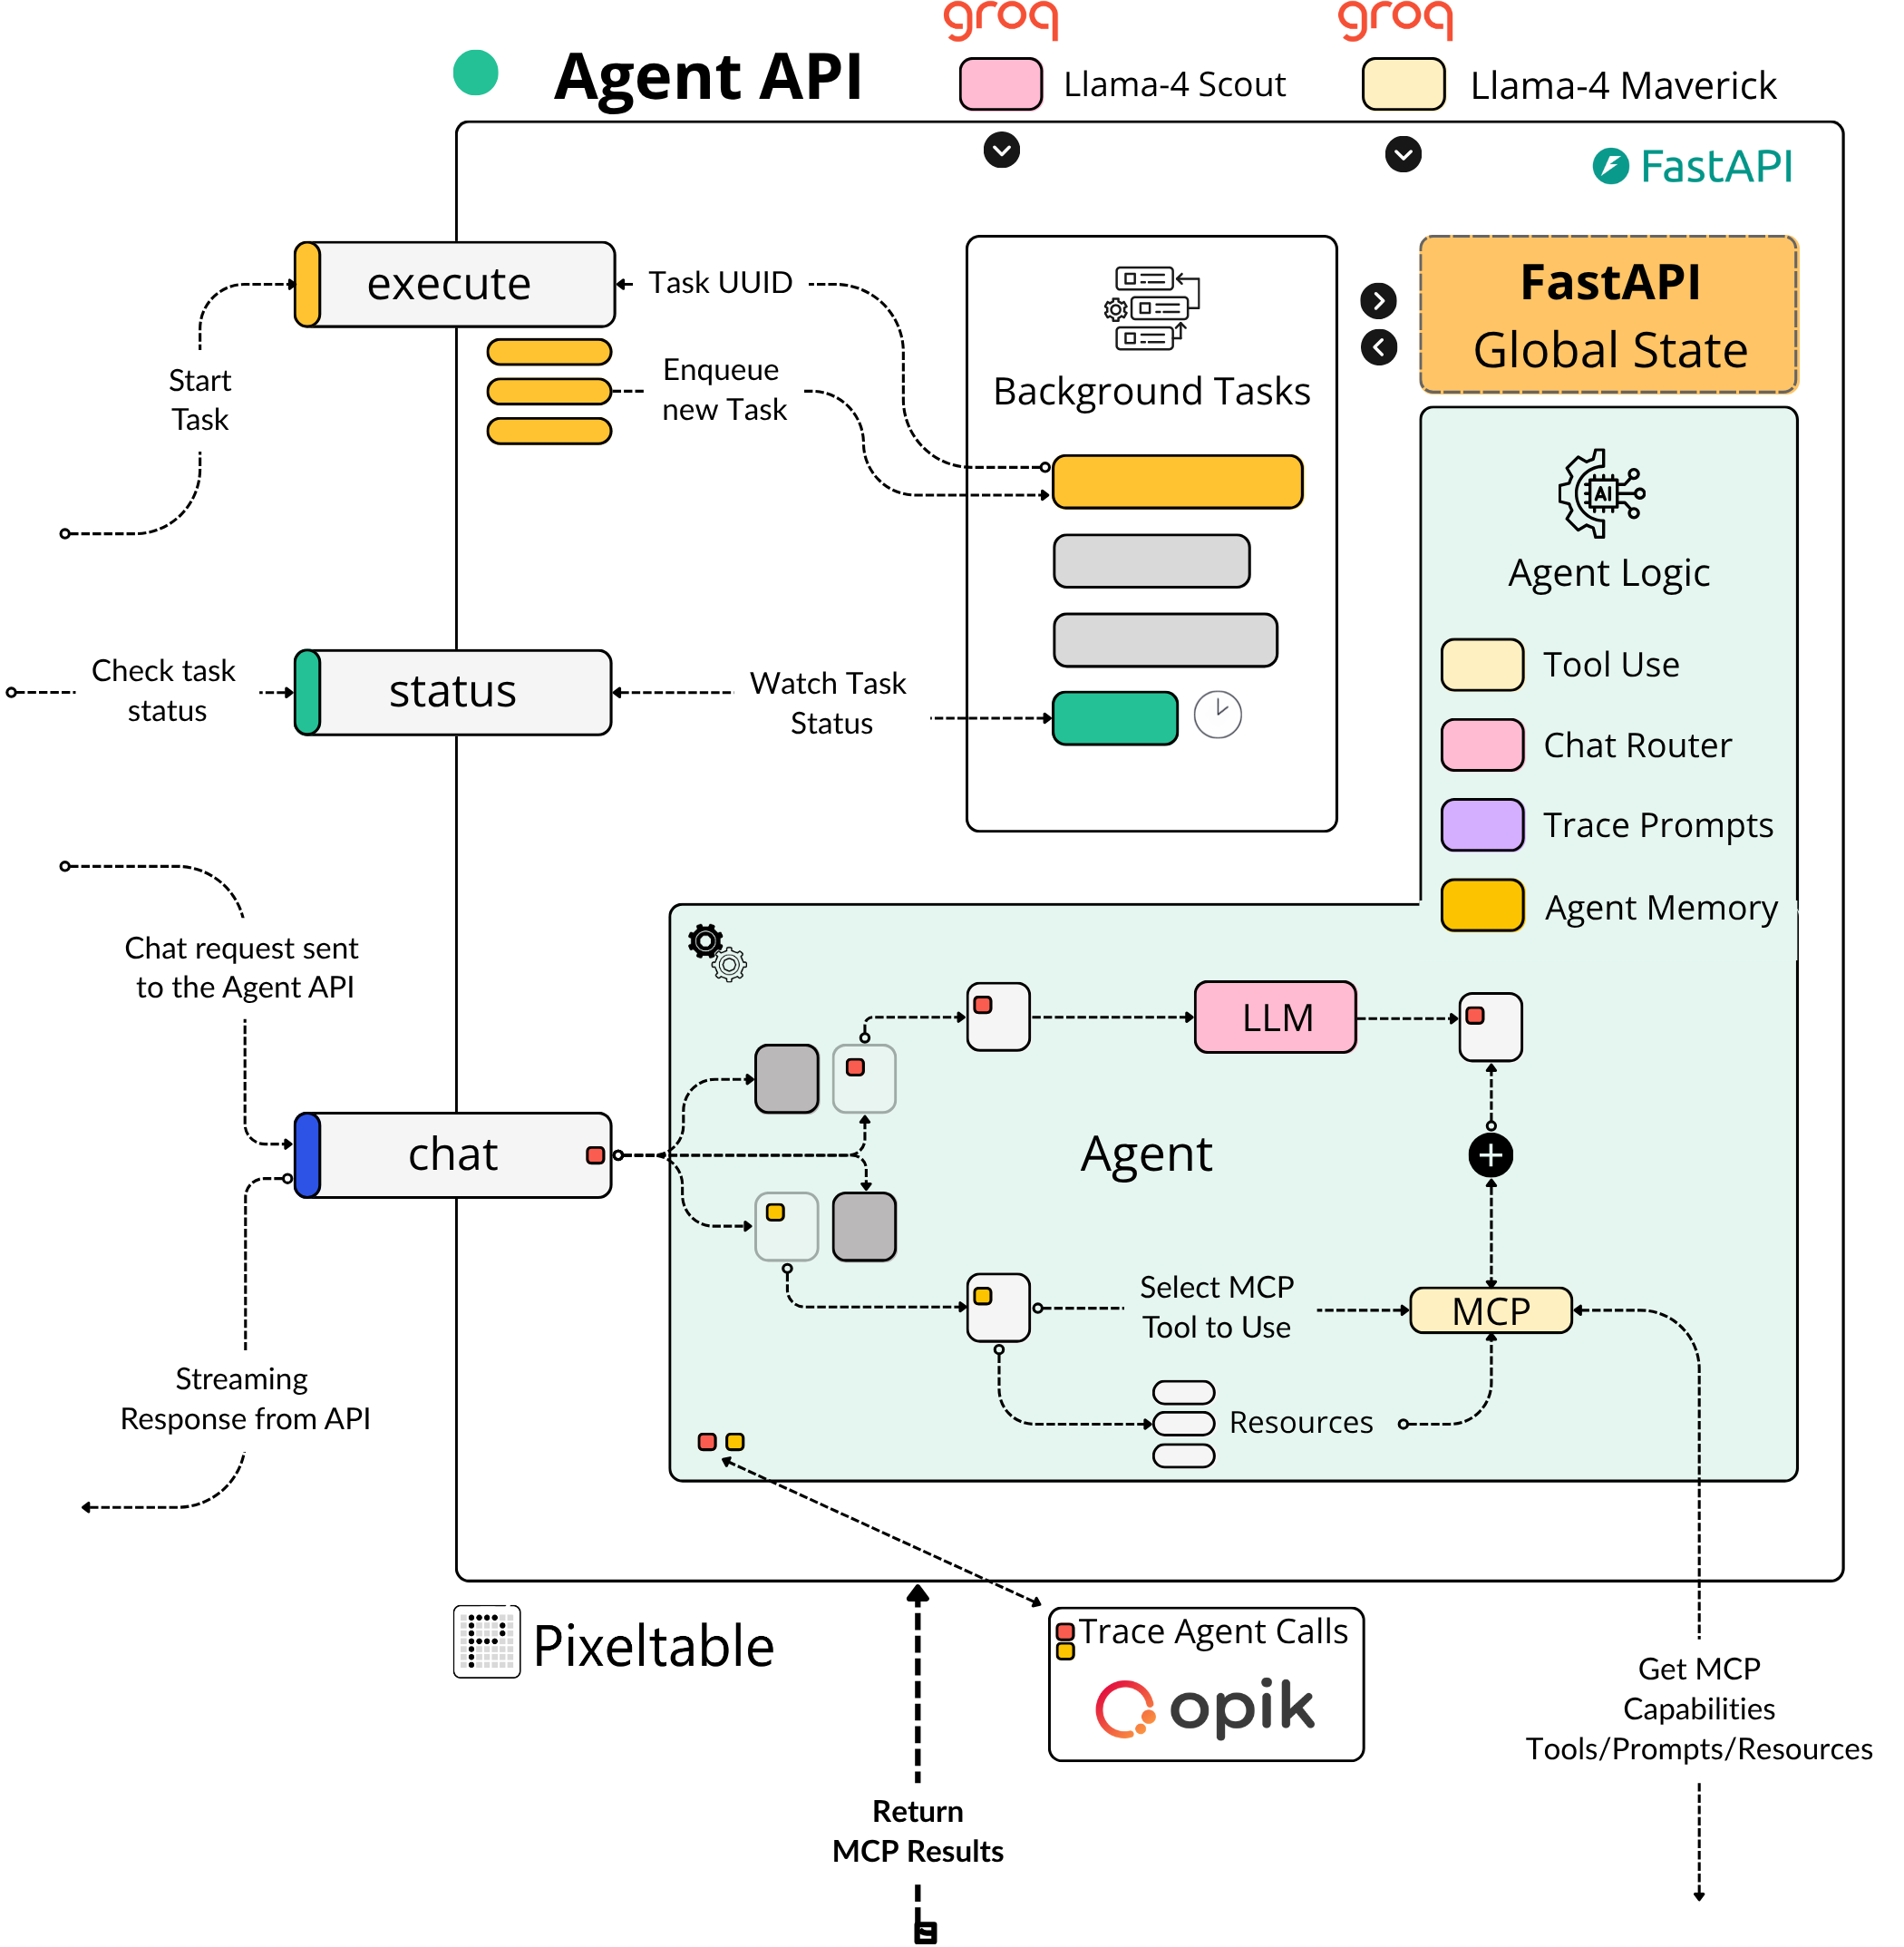 groq
groq
Agent API
Llama-4 Scout
Llama-4 Maverick
FastAPI
execute
Task UUID
Start
Task
Enqueue
new Task
Background Tasks
FastAPI
Global State
AI
Agent Logic
Tool Use
Chat Router
Trace Prompts
Agent Memory
Check task
status
status
Watch Task
Status
Chat request sent
to the Agent API
chat
LLM
Agent
Select MCP
Tool to Use
MCP
Resources
Streaming
Response from API
Pixeltable
Trace Agent Calls
opik
Get MCP
Capabilities
Tools/Prompts/Resources
Return
MCP Results